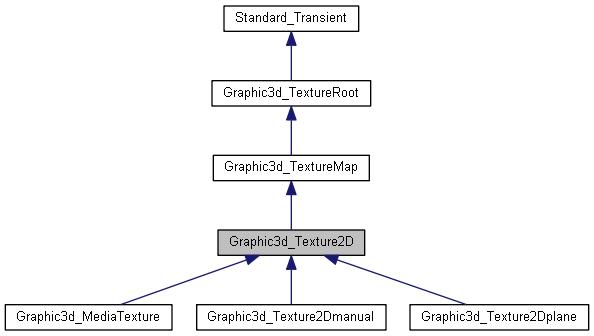 Standard_Transient
Graphic3d_TextureRoot
Graphic3d_TextureMap
Graphic3d_Texture2D
Graphic3d_MediaTexture
Graphic3d_Texture2Dmanual
Graphic3d_Texture2Dplane